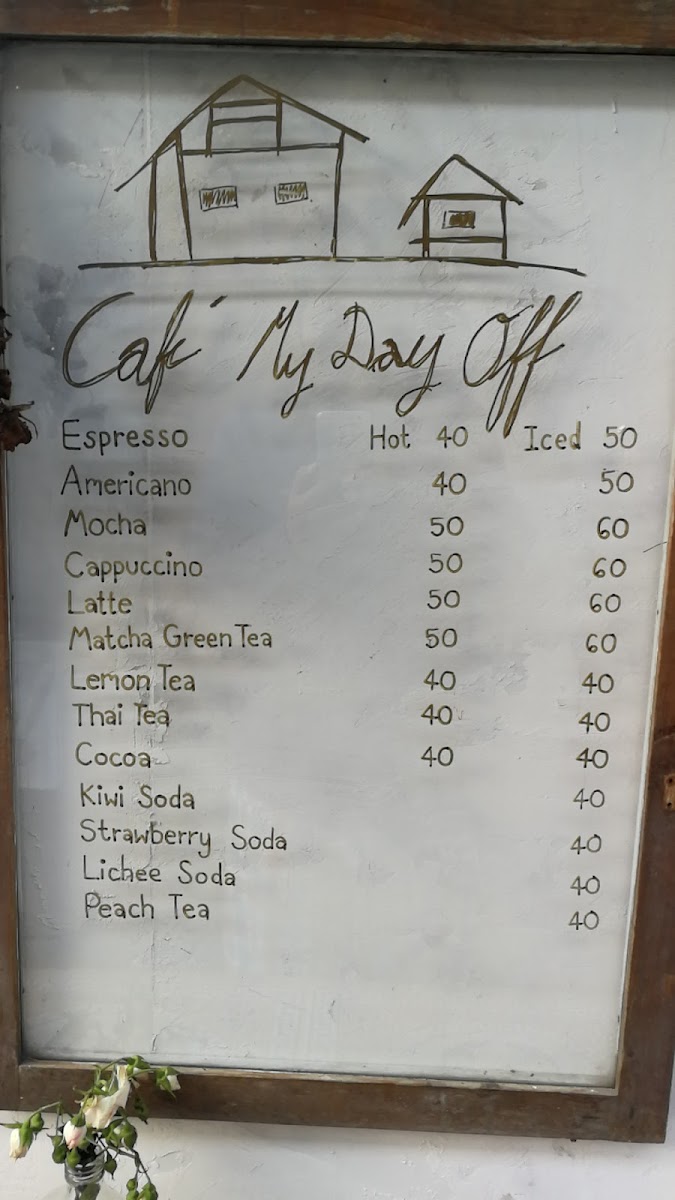 Café My Day Off
Espresso Hot 40 Iced 50
Americano 40 50
Mocha 50 60
Cappuccino 50 60
Latte 50 60
Matcha Green Tea 50 60
Lemon Tea 40 40
Thai Tea 40 40
Cocoa 40 40
Kiwi Soda 40
Strawberry Soda 40
Lichee Soda 40
Peach Tea 40